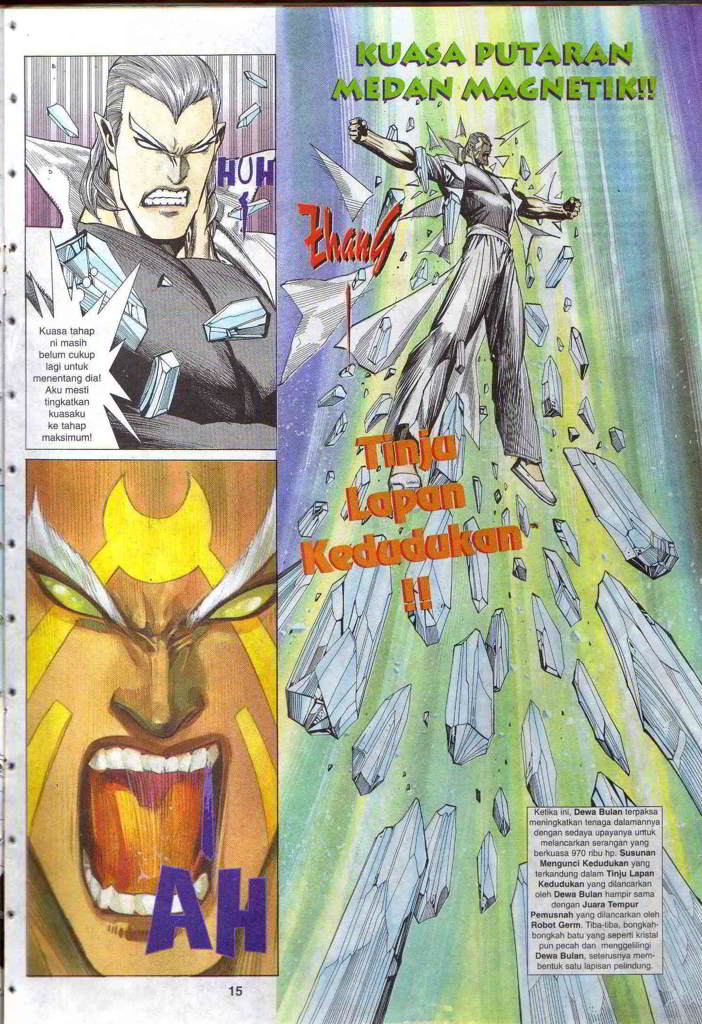 KUASA PUTARAN
MEDAN MAGNETIK!!
HUH
Zhang
!
Kuasa tahap
ni masih
belum cukup
lagi untuk
menentang dia!
Aku mesti
tingkatkan
kuasaku
ke tahap
maksimum!
Tinju
Lapan
Kedudukan
!!
AH
Ketika ini, Dewa Bulan terpaksa
meningkatkan tenaga dalamannya
dengan sedaya upayanya untuk
melancarkan serangan yang
berkuasa 970 ribu hp. Susunan
Mengunci Kedudukan yang
terkandung dalam Tinju Lapan
Kedudukan yang dilancarkan
oleh Dewa Bulan hampir sama
dengan Juara Tempur
Pemusnah yang dilancarkan oleh
Robot Germ. Tiba-tiba, bongkah-
bongkah batu yang seperti kristal
pun pecah dan menggelilingi
Dewa Bulan, seterusnya mem-
bentuk satu lapisan pelindung.
15